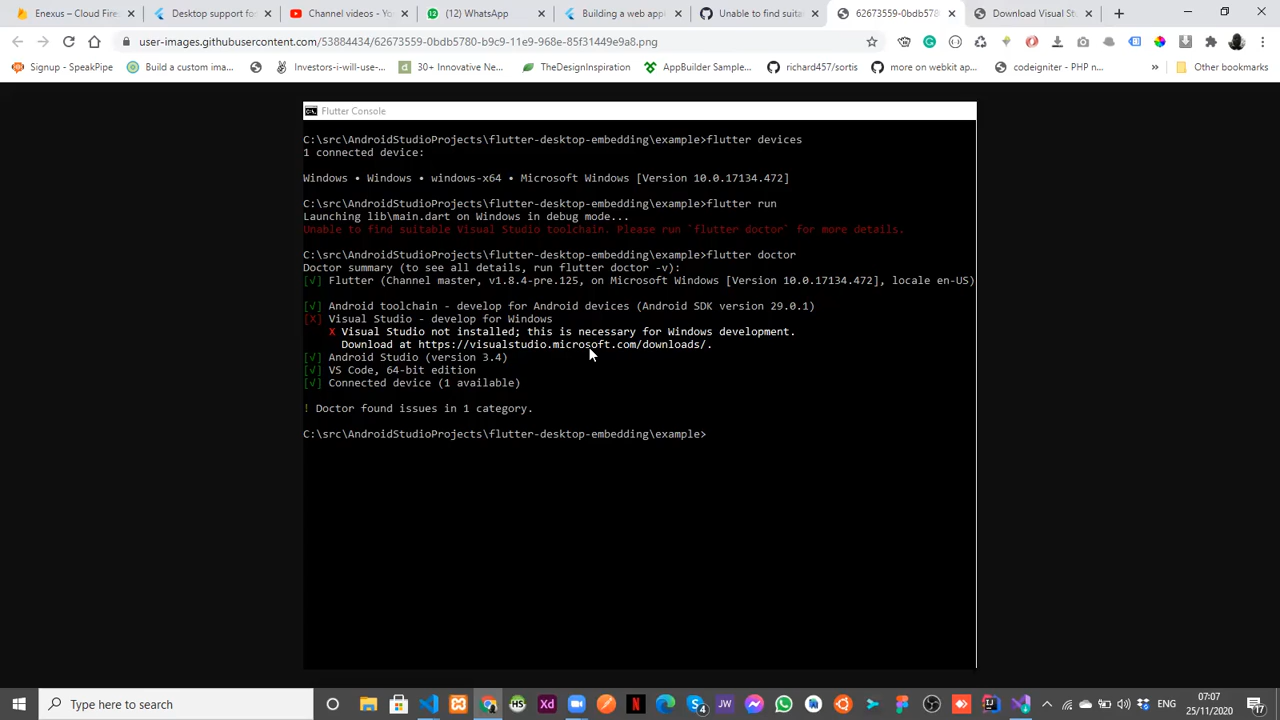 Enexus – Cloud Fires
Desktop support fo
Channel videos - Yo
(12) WhatsApp
Building a web appl
Unable to find suita
62673559-0bdb578
Download Visual Stu
user-images.githubusercontent.com/53884434/62673559-0bdb5780-b9c9-11e9-968e-85f31449e9a8.png
Signup - SpeakPipe
Build a custom ima...
Investors-i-will-use-...
30+ Innovative Ne...
TheDesignInspiration
AppBuilder Sample...
richard457/sortis
more on webkit ap...
codeigniter - PHP n...
»
Other bookmarks
Flutter Console
C:\src\AndroidStudioProjects\flutter-desktop-embedding\example>flutter devices
1 connected device:
Windows • Windows • windows-x64 • Microsoft Windows [Version 10.0.17134.472]
C:\src\AndroidStudioProjects\flutter-desktop-embedding\example>flutter run
Launching lib\main.dart on Windows in debug mode...
Unable to find suitable Visual Studio toolchain. Please run `flutter doctor` for more details.
C:\src\AndroidStudioProjects\flutter-desktop-embedding\example>flutter doctor
Doctor summary (to see all details, run flutter doctor -v):
[√] Flutter (Channel master, v1.8.4-pre.125, on Microsoft Windows [Version 10.0.17134.472], locale en-US)
[√] Android toolchain - develop for Android devices (Android SDK version 29.0.1)
[X] Visual Studio - develop for Windows
X Visual Studio not installed; this is necessary for Windows development.
Download at https://visualstudio.microsoft.com/downloads/.
[√] Android Studio (version 3.4)
[√] VS Code, 64-bit edition
[√] Connected device (1 available)
! Doctor found issues in 1 category.
C:\src\AndroidStudioProjects\flutter-desktop-embedding\example>
Type here to search
HS
Xd
N
4
JW
ENG
07:07
25/11/2020
17